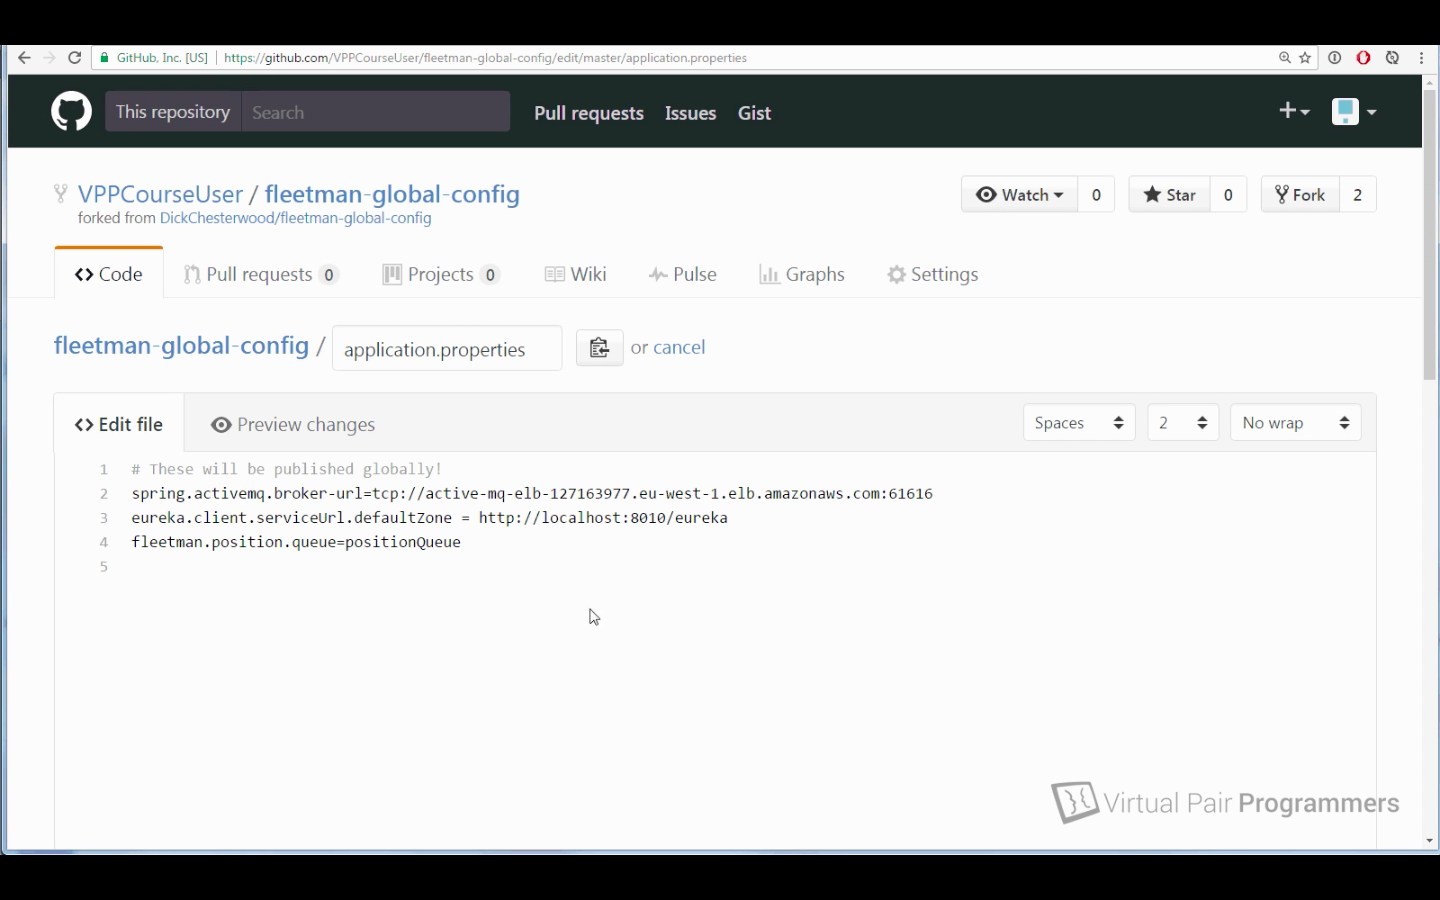 GitHub, Inc. [US] https://github.com/VPPCourseUser/fleetman-global-config/edit/master/application.properties
This repository Search Pull requests Issues Gist
VPPCourseUser / fleetman-global-config Watch 0 Star 0 Fork 2
forked from DickChesterwood/fleetman-global-config
Code Pull requests 0 Projects 0 Wiki Pulse Graphs Settings
fleetman-global-config / application.properties or cancel
<> Edit file Preview changes Spaces 2 No wrap
1 # These will be published globally!
2 spring.activemq.broker-url=tcp://active-mq-elb-127163977.eu-west-1.elb.amazonaws.com:61616
3 eureka.client.serviceUrl.defaultZone = http://localhost:8010/eureka
4 fleetman.position.queue=positionQueue
5
Virtual Pair Programmers